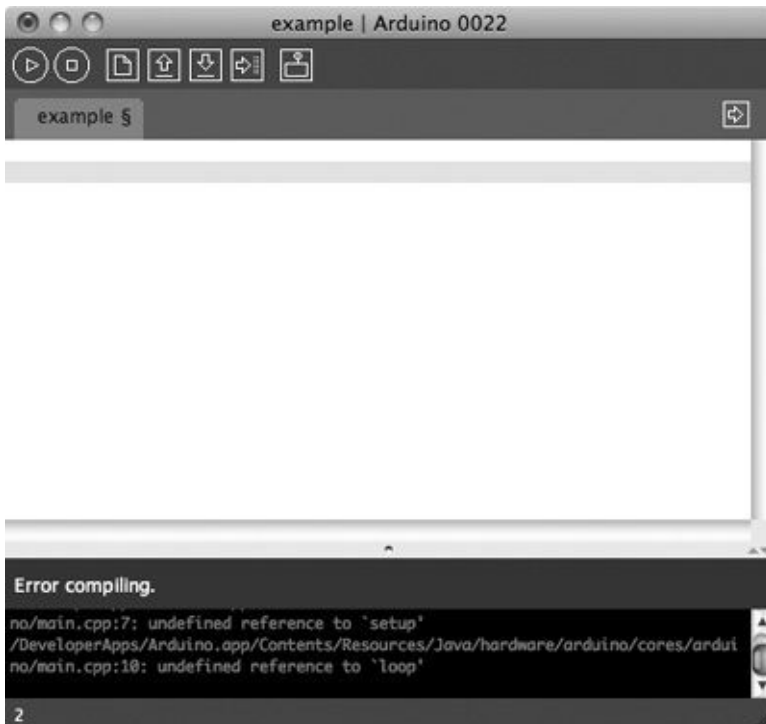 example | Arduino 0022
example §
Error compiling.
no/main.cpp:7: undefined reference to `setup'
/DeveloperApps/Arduino.app/Contents/Resources/Java/hardware/arduino/cores/ardui
no/main.cpp:10: undefined reference to `loop'
2